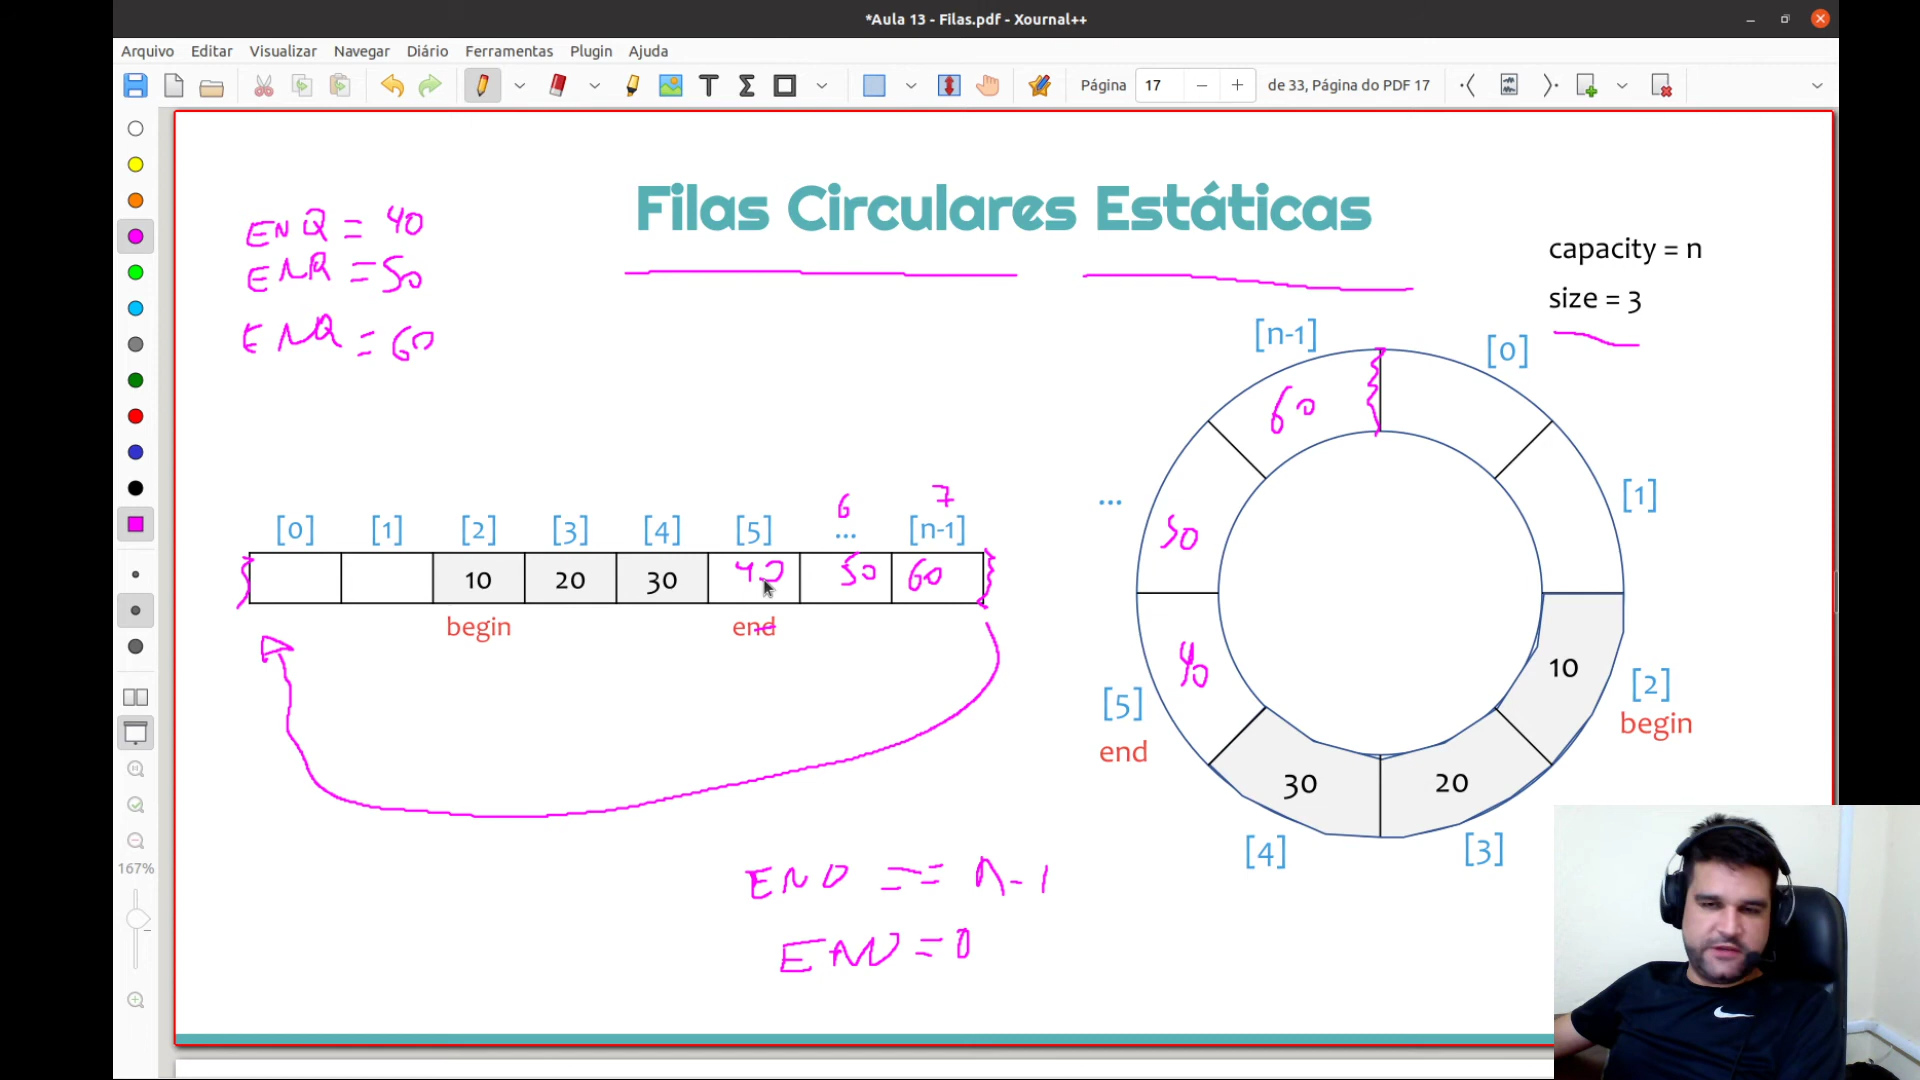 *Aula 13 - Filas.pdf - Xournal++
Arquivo Editar Visualizar Navegar Diário Ferramentas Plugin Ajuda
Página 17 de 33, Página do PDF 17
Filas Circulares Estáticas
ENQ = 40
ENQ = 50
ENQ = 60
capacity = n
size = 3
6 7
[0] [1] [2] [3] [4] [5] ... [n-1]
10 20 30 40 50 60
begin end
[n-1] [0]
60
... [1]
50
40
10
[5] [2]
end begin
30 20
[4] [3]
END == n-1
END = 0
167%